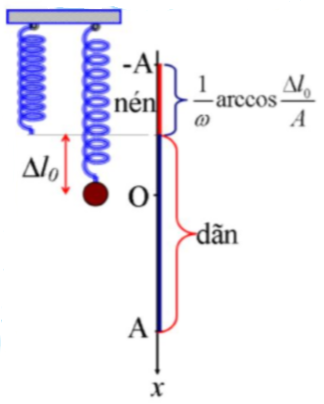 -A
nén
1/ω arccos Δl₀/A
Δl₀
O
dãn
A
x